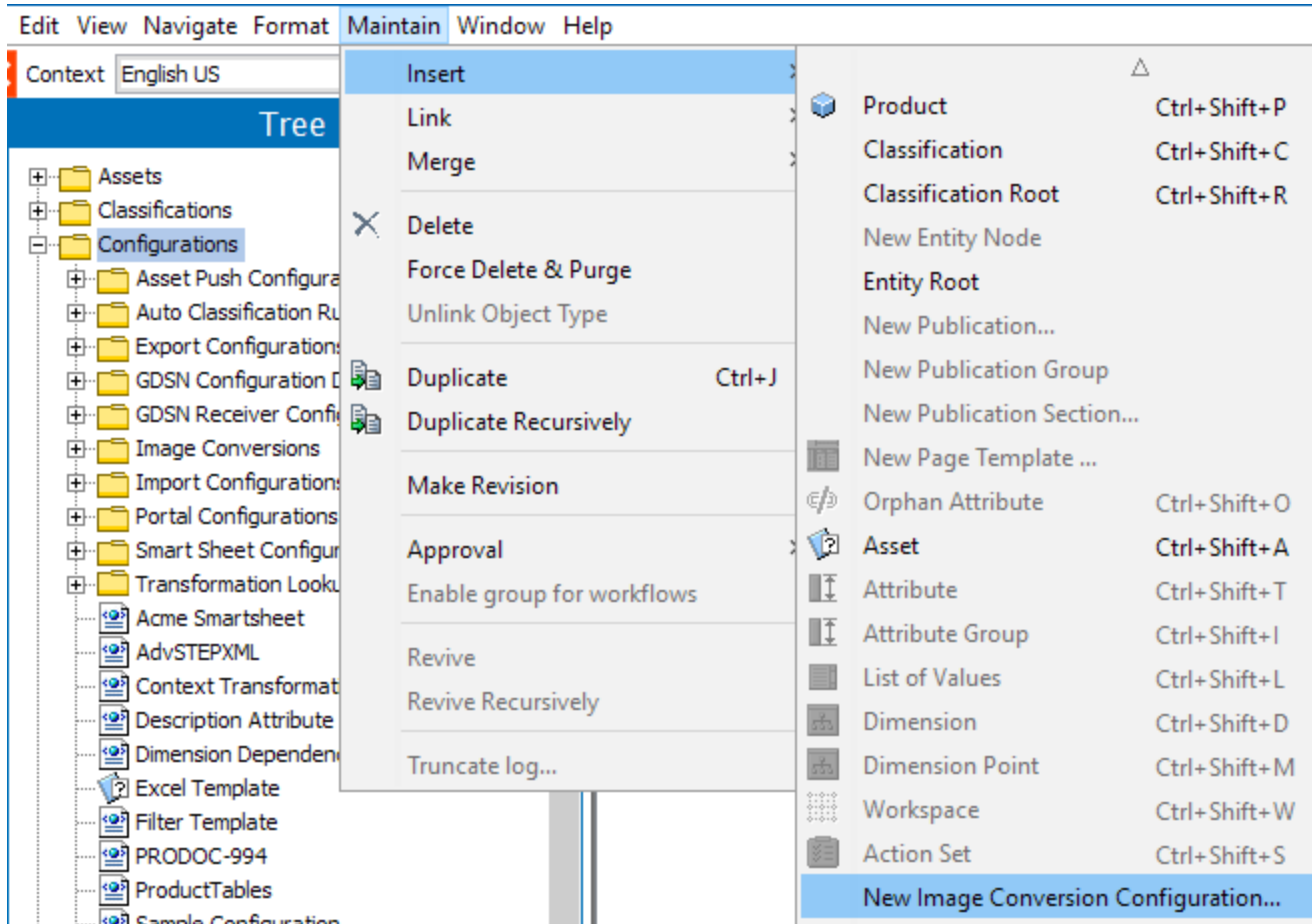 Edit View Navigate Format Maintain Window Help
Context English US
Tree
Assets
Classifications
Configurations
Asset Push Configura
Auto Classification Ru
Export Configurations
GDSN Configuration
GDSN Receiver Config
Image Conversions
Import Configurations
Portal Configurations
Smart Sheet Configur
Transformation Looku
Acme Smartsheet
AdvSTEPXML
Context Transformat
Description Attribute
Dimension Dependen
Excel Template
Filter Template
PRODOC-994
ProductTables
Sample Configuration
Insert
Link
Merge
Delete
Force Delete & Purge
Unlink Object Type
Duplicate Ctrl+J
Duplicate Recursively
Make Revision
Approval
Enable group for workflows
Revive
Revive Recursively
Truncate log...
Product Ctrl+Shift+P
Classification Ctrl+Shift+C
Classification Root Ctrl+Shift+R
New Entity Node
Entity Root
New Publication...
New Publication Group
New Publication Section...
New Page Template ...
Orphan Attribute Ctrl+Shift+O
Asset Ctrl+Shift+A
Attribute Ctrl+Shift+T
Attribute Group Ctrl+Shift+I
List of Values Ctrl+Shift+L
Dimension Ctrl+Shift+D
Dimension Point Ctrl+Shift+M
Workspace Ctrl+Shift+W
Action Set Ctrl+Shift+S
New Image Conversion Configuration...